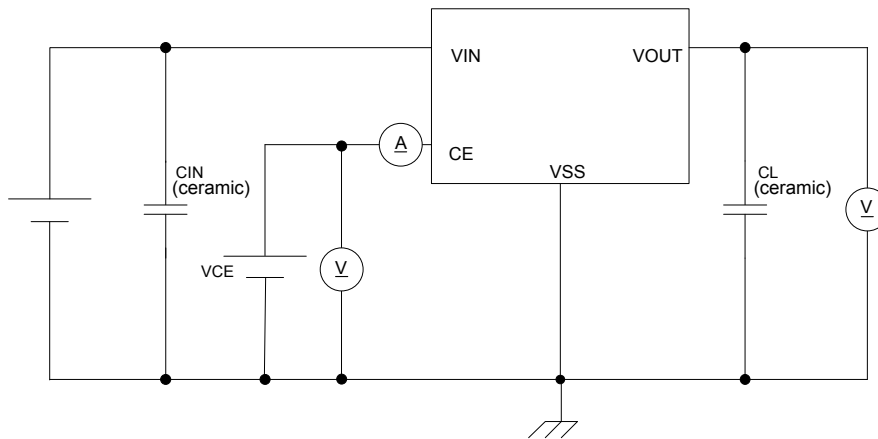 VIN
VOUT
A
CE
CIN
(ceramic)
VSS
CL
(ceramic)
V
VCE
V